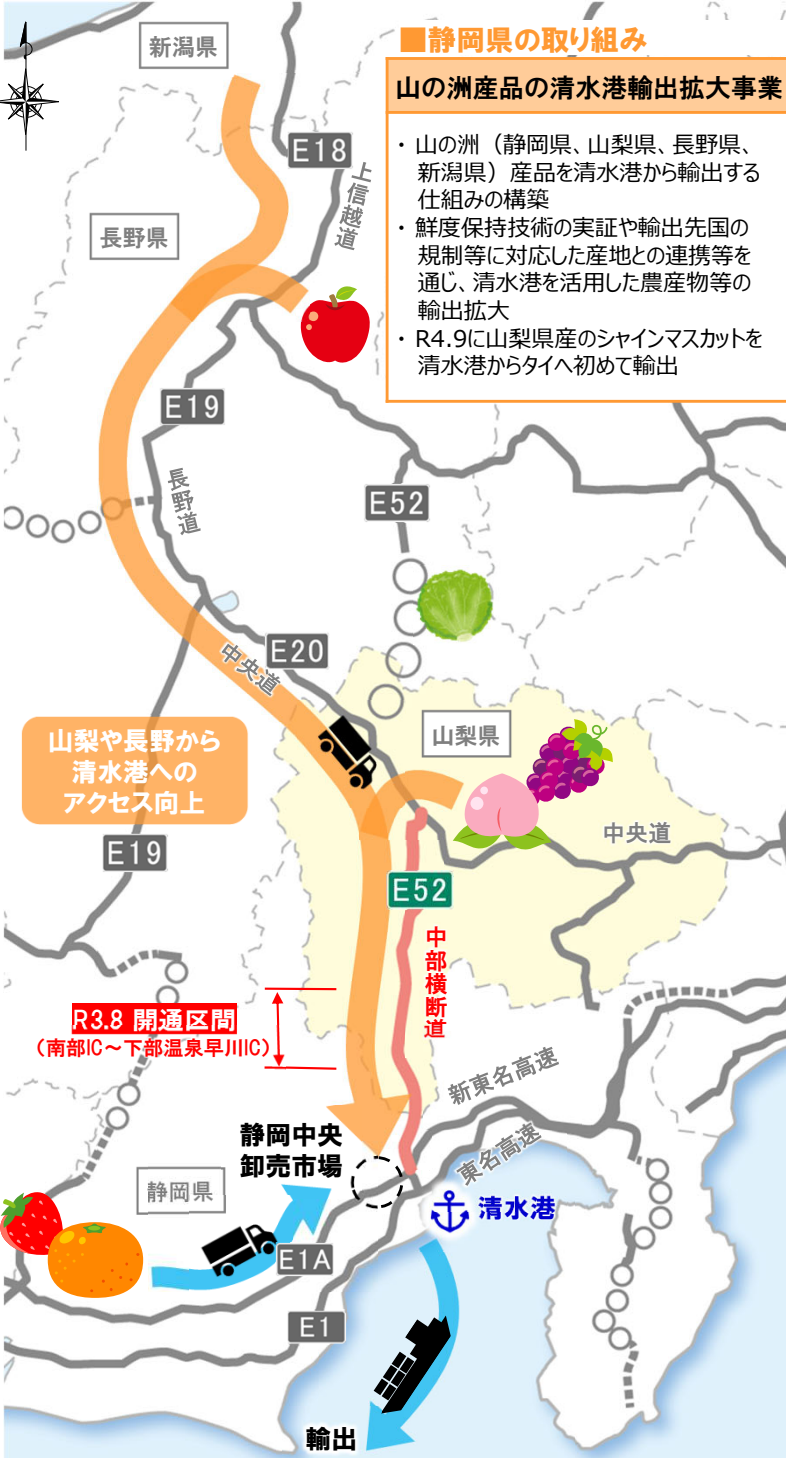 ■静岡県の取り組み
山の洲産品の清水港輸出拡大事業
・山の洲（静岡県、山梨県、長野県、
新潟県）産品を清水港から輸出する
仕組みの構築
・鮮度保持技術の実証や輸出先国の
規制等に対応した産地との連携等を
通じ、清水港を活用した農産物等の
輸出拡大
・R4.9に山梨県産のシャインマスカットを
清水港からタイへ初めて輸出
新潟県
E18
上信越道
長野県
E19
長野道
E52
E20
中央道
山梨県
山梨や長野から
清水港への
アクセス向上
中央道
E19
E52
中部横断道
R3.8 開通区間
（南部IC～下部温泉早川IC）
新東名高速
静岡中央
卸売市場
東名高速
静岡県
清水港
E1A
E1
輸出